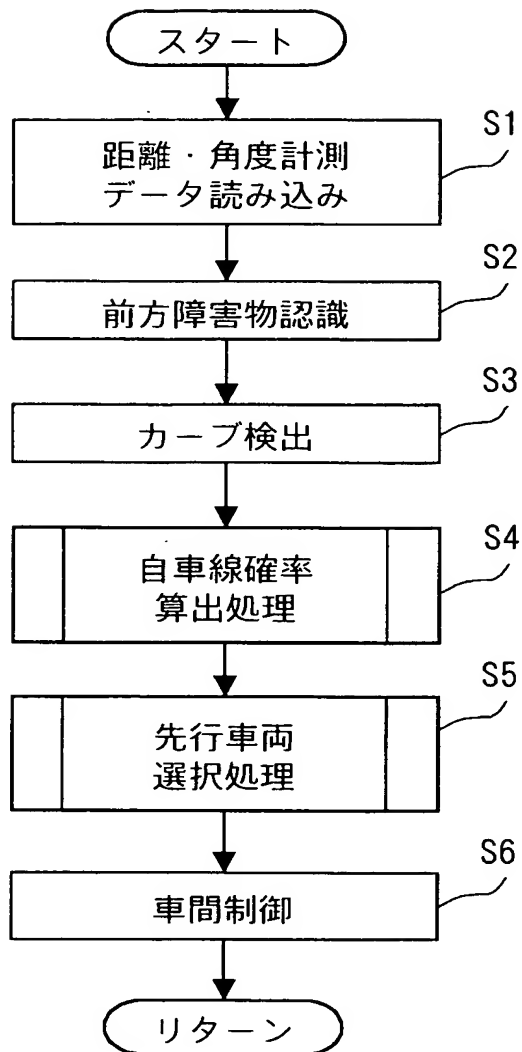 スタート
S1
距離・角度計測
データ読み込み
S2
前方障害物認識
S3
カーブ検出
S4
自車線確率
算出処理
S5
先行車両
選択処理
S6
車間制御
リターン